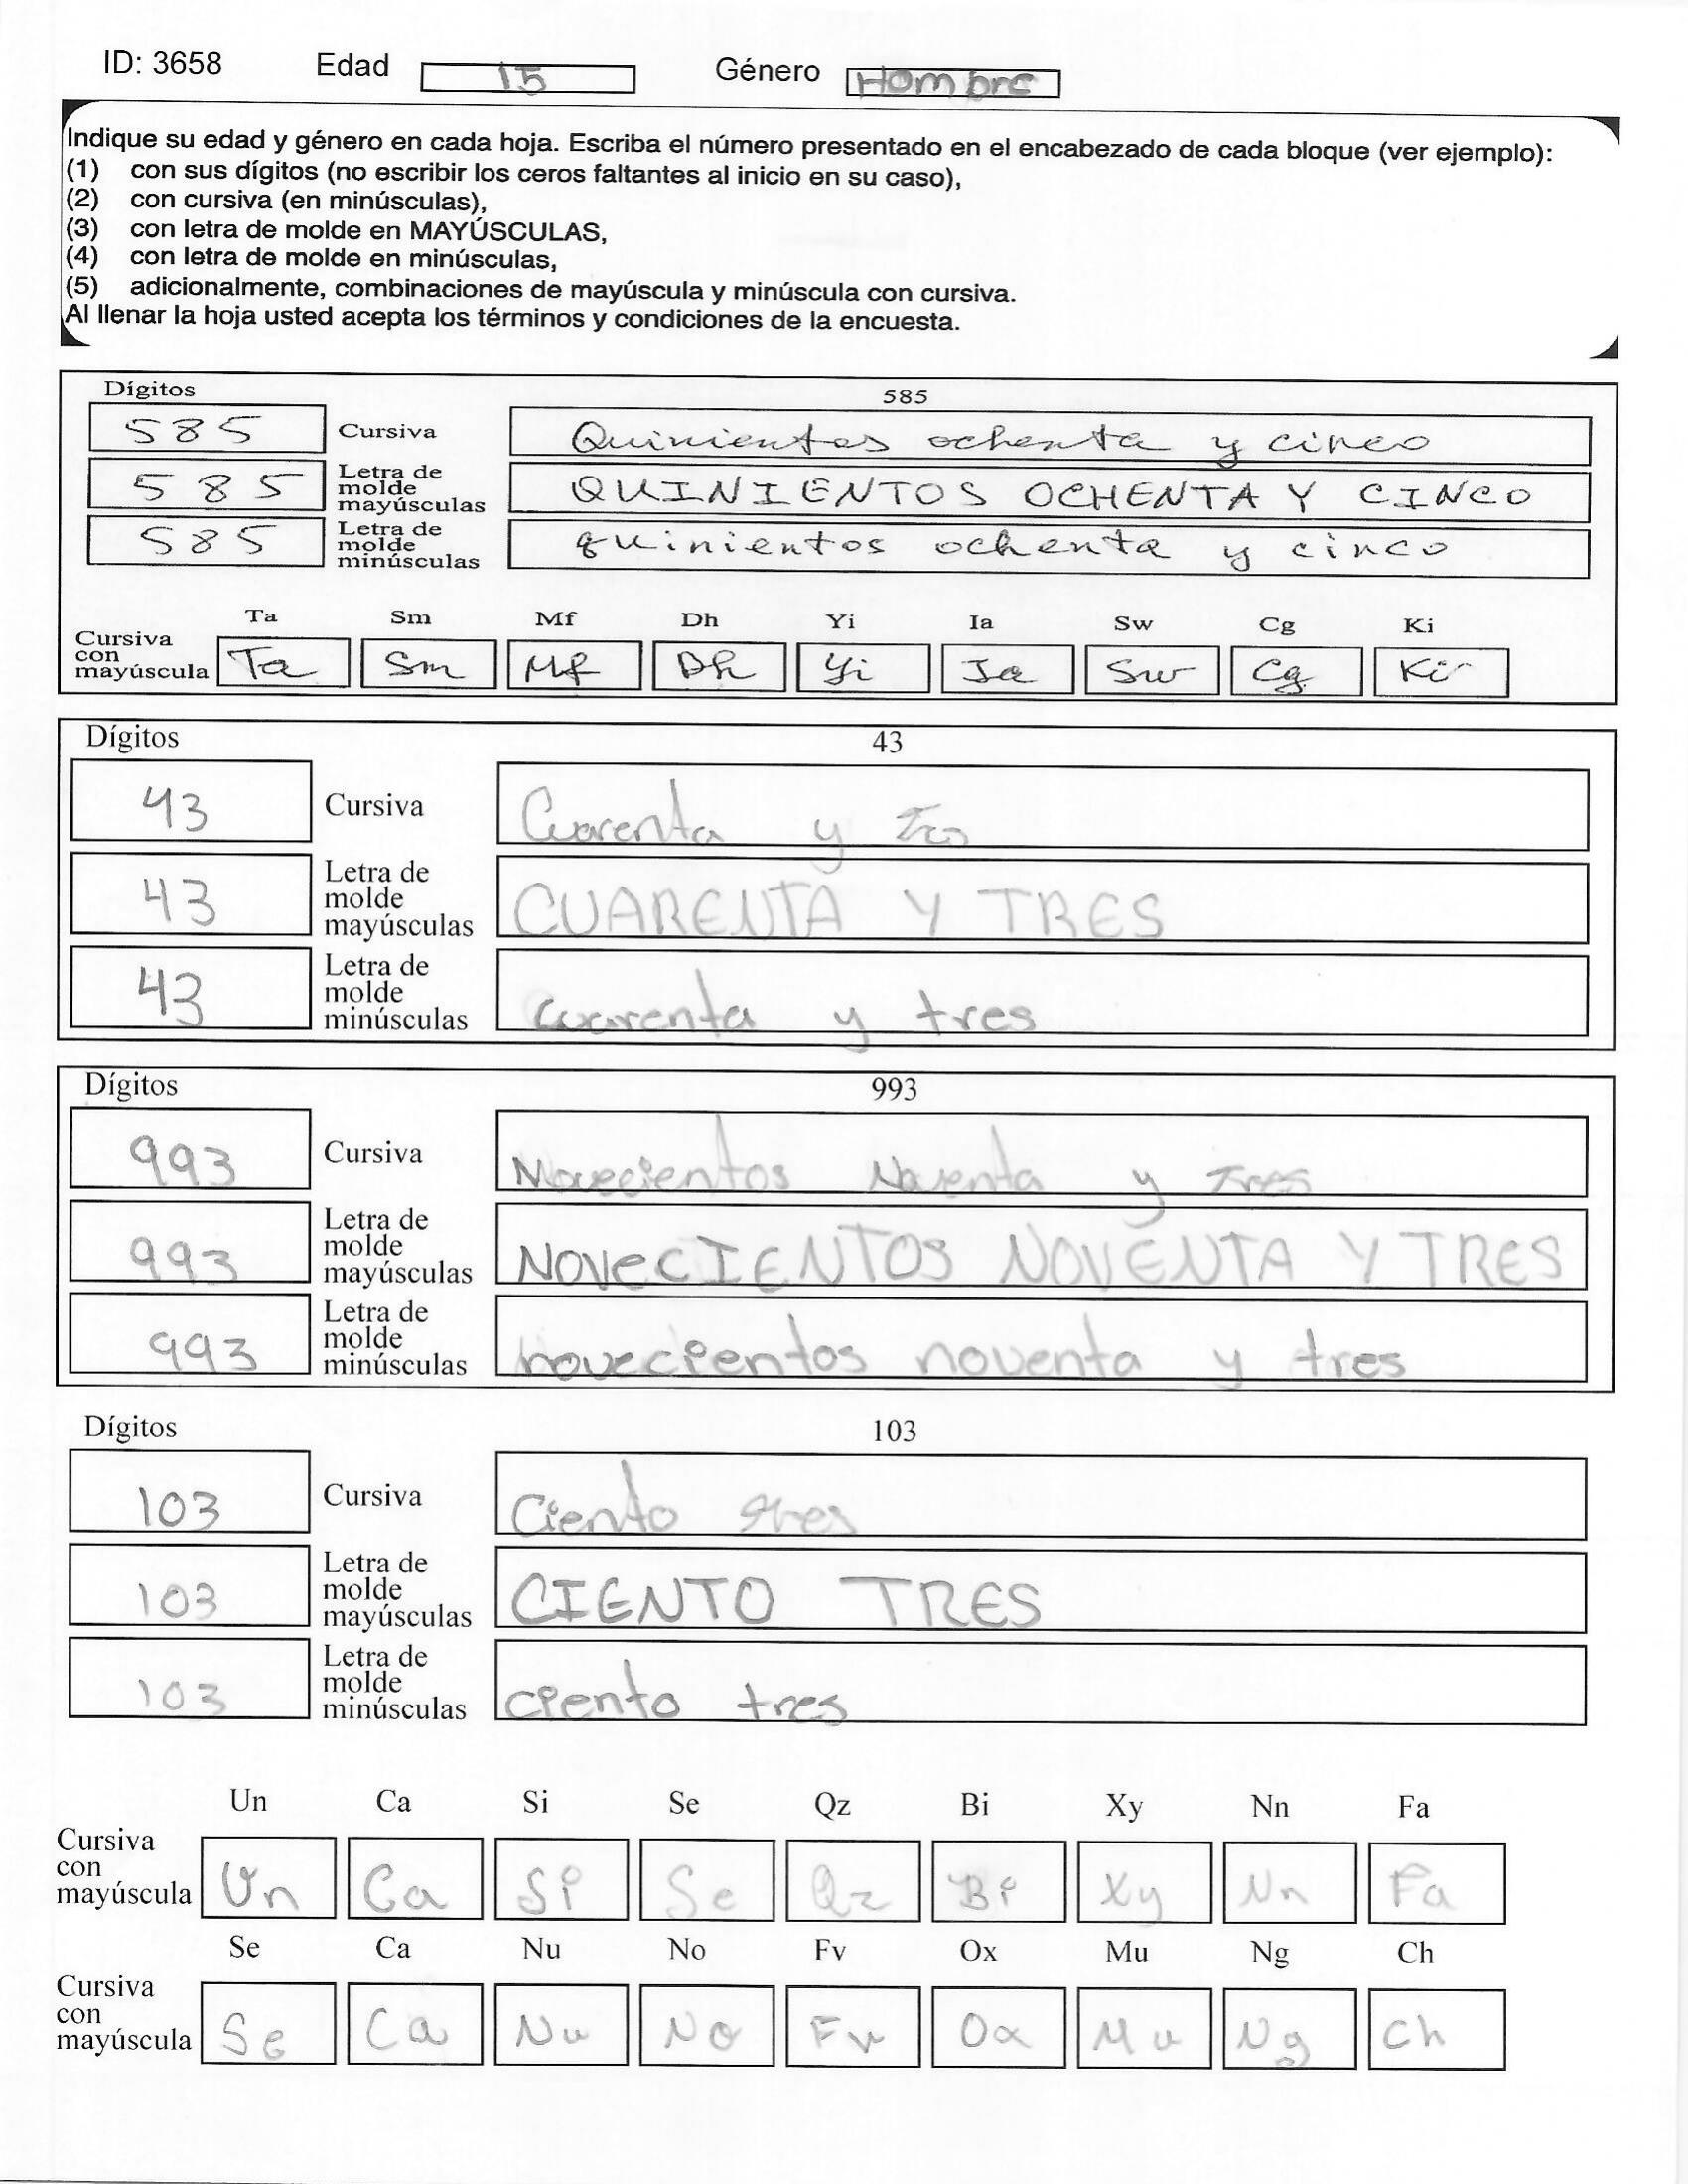 ID: 3658 Edad 15 Género Hombre
Indique su edad y género en cada hoja. Escriba el número presentado en el encabezado de cada bloque (ver ejemplo):
(1) con sus dígitos (no escribir los ceros faltantes al inicio en su caso),
(2) con cursiva (en minúsculas),
(3) con letra de molde en MAYÚSCULAS,
(4) con letra de molde en minúsculas,
(5) adicionalmente, combinaciones de mayúscula y minúscula con cursiva.
Al llenar la hoja usted acepta los términos y condiciones de la encuesta.
Dígitos 585
585 Cursiva Quinientos ochenta y cinco
585 Letra de molde mayúsculas QUINIENTOS OCHENTA Y CINCO
585 Letra de molde minúsculas quinientos ochenta y cinco
Ta Sm Mf Dh Yi Ia Sw Cg Ki
Cursiva con mayúscula Ta Sm Mf Dh Yi Ia Sw Cg Ki
Dígitos 43
43 Cursiva Cuarenta y tres
43 Letra de molde mayúsculas CUARENTA Y TRES
43 Letra de molde minúsculas cuarenta y tres
Dígitos 993
993 Cursiva Novecientos Noventa y Tres
993 Letra de molde mayúsculas NOVeCIENTOS NOVENTA Y TRES
993 Letra de molde minúsculas novecientos noventa y tres
Dígitos 103
103 Cursiva Ciento tres
103 Letra de molde mayúsculas CIENTO TRES
103 Letra de molde minúsculas ciento tres
Un Ca Si Se Qz Bi Xy Nn Fa
Cursiva con mayúscula Un Ca Si Se Qz Bi Xy Nn Fa
Se Ca Nu No Fv Ox Mu Ng Ch
Cursiva con mayúscula Se Ca Nu No Fv Ox Mu Ng Ch